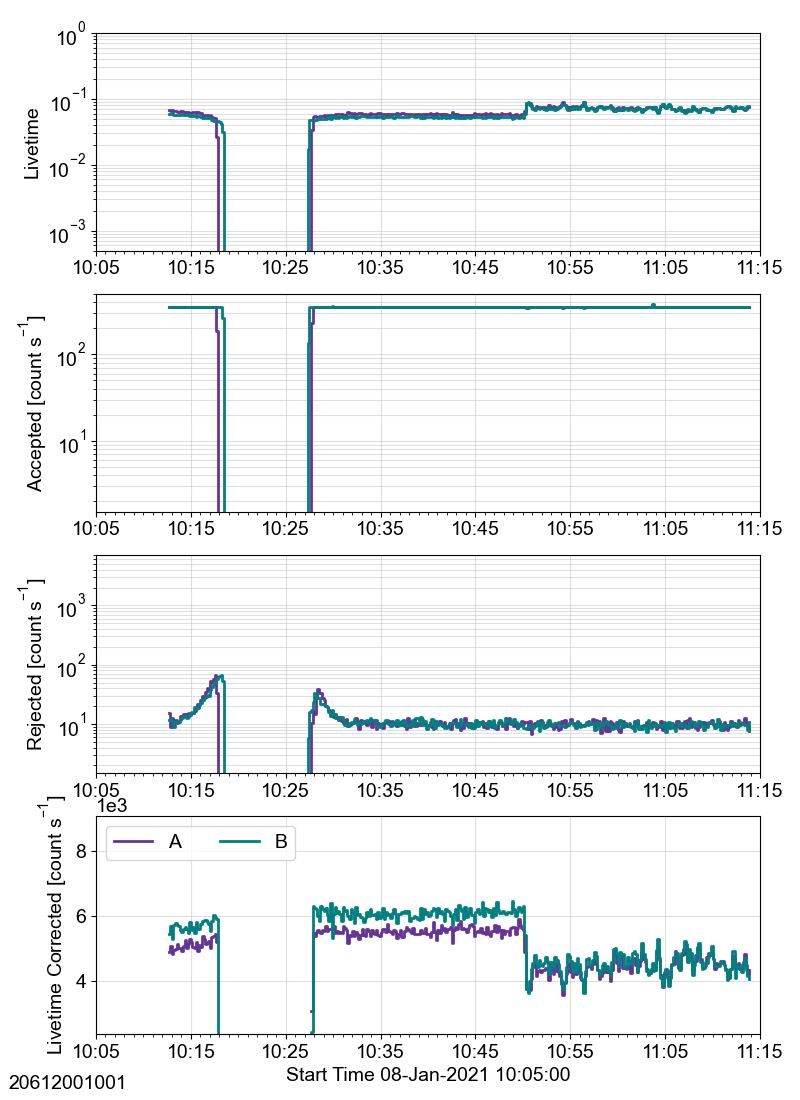 10⁰
10⁻¹
10⁻²
10⁻³
Livetime
10:05 10:15 10:25 10:35 10:45 10:55 11:05 11:15
10²
10¹
Accepted [count s⁻¹]
10:05 10:15 10:25 10:35 10:45 10:55 11:05 11:15
10³
10²
10¹
Rejected [count s⁻¹]
10:05 10:15 10:25 10:35 10:45 10:55 11:05 11:15
1e3
A B
8
6
4
Livetime Corrected [count s⁻¹]
10:05 10:15 10:25 10:35 10:45 10:55 11:05 11:15
Start Time 08-Jan-2021 10:05:00
20612001001